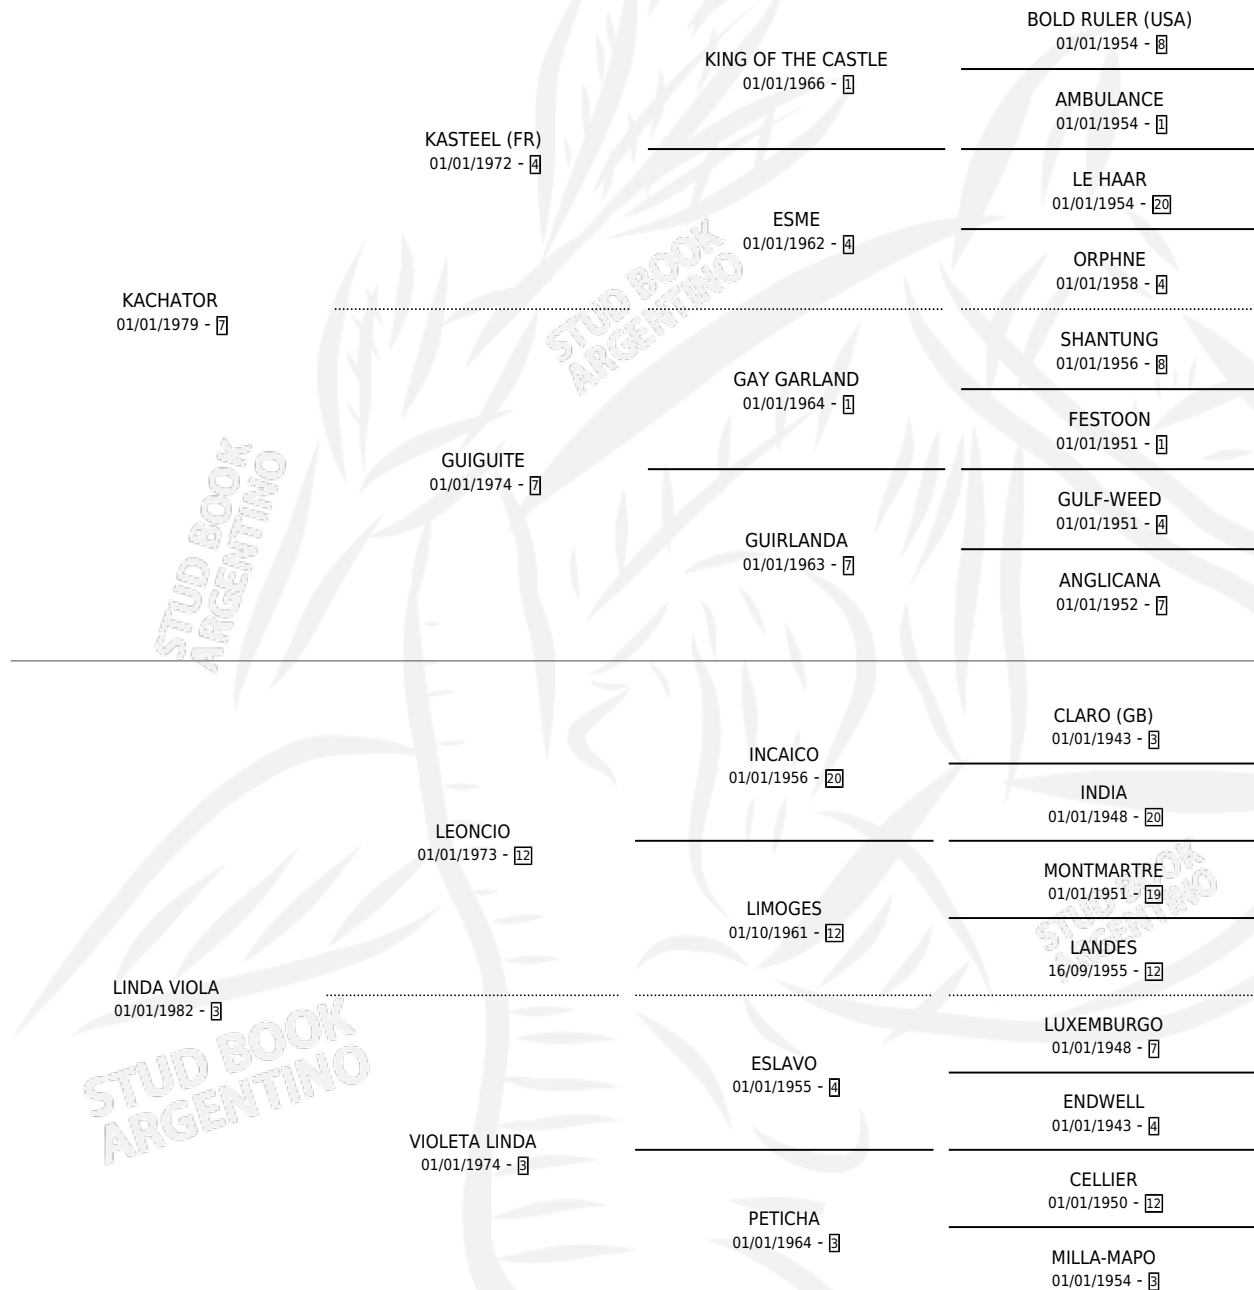 BOLD RULER (USA)
01/01/1954 - 8
KING OF THE CASTLE
01/01/1966 - 1
AMBULANCE
01/01/1954 - 1
KASTEEL (FR)
01/01/1972 - 4
LE HAAR
01/01/1954 - 20
ESME
01/01/1962 - 4
ORPHNE
01/01/1958 - 4
KACHATOR
01/01/1979 - 7
SHANTUNG
01/01/1956 - 8
GAY GARLAND
01/01/1964 - 1
FESTOON
01/01/1951 - 1
GUIGUITE
01/01/1974 - 7
GULF-WEED
01/01/1951 - 4
GUIRLANDA
01/01/1963 - 7
ANGLICANA
01/01/1952 - 7
CLARO (GB)
01/01/1943 - 3
INCAICO
01/01/1956 - 20
INDIA
01/01/1948 - 20
LEONCIO
01/01/1973 - 12
MONTMARTRE
01/01/1951 - 19
LIMOGES
01/10/1961 - 12
LANDES
16/09/1955 - 12
LINDA VIOLA
01/01/1982 - 3
LUXEMBURGO
01/01/1948 - 7
ESLAVO
01/01/1955 - 4
ENDWELL
01/01/1943 - 4
VIOLETA LINDA
01/01/1974 - 3
CELLIER
01/01/1950 - 12
PETICHA
01/01/1964 - 3
MILLA-MAPO
01/01/1954 - 3
STUD BOOK
ARGENTINO
STUD BOOK
ARGENTINO
STUD BOOK
ARGENTINO
STUD BOOK
ARGENTINO